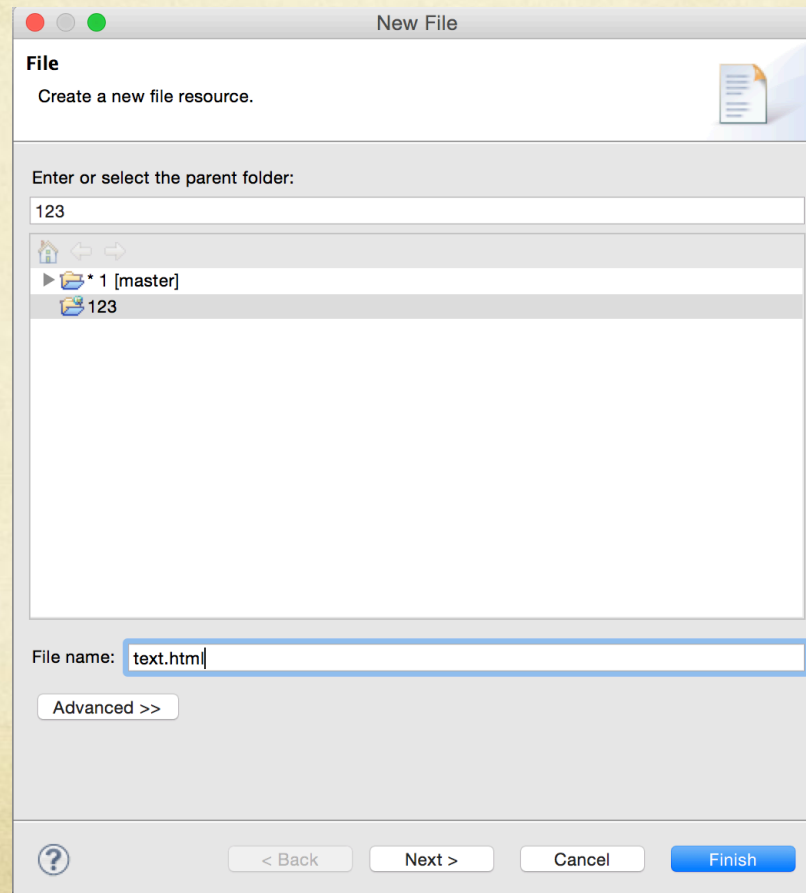 New File
File
Create a new file resource.
Enter or select the parent folder:
123
* 1 [master]
123
File name: text.html
Advanced >>
? < Back Next > Cancel Finish